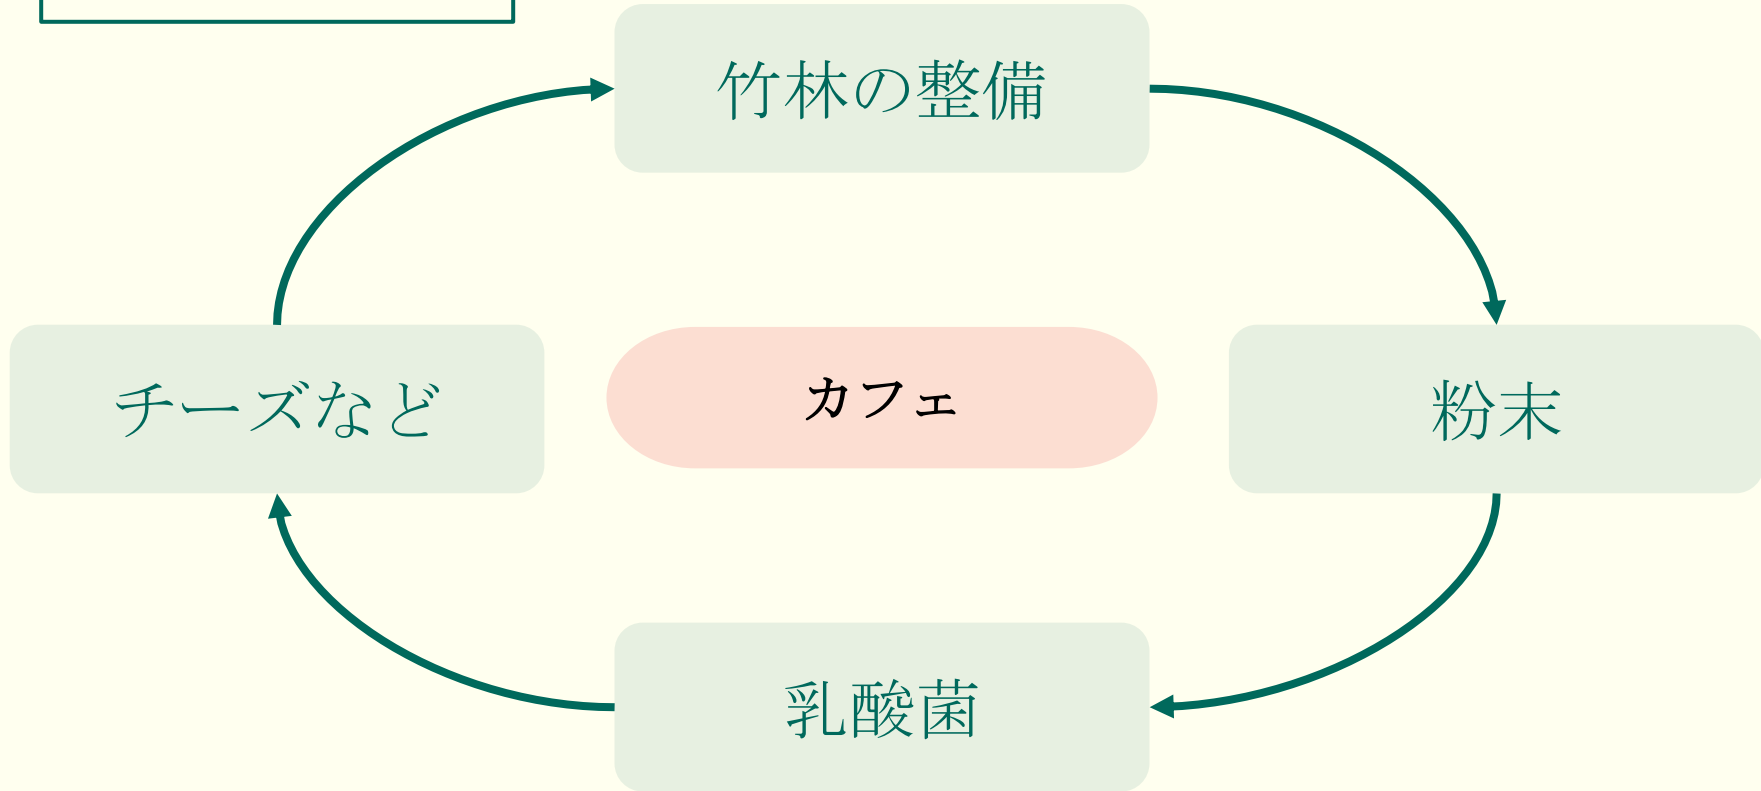 竹林の整備
チーズなど
カフェ
粉末
乳酸菌